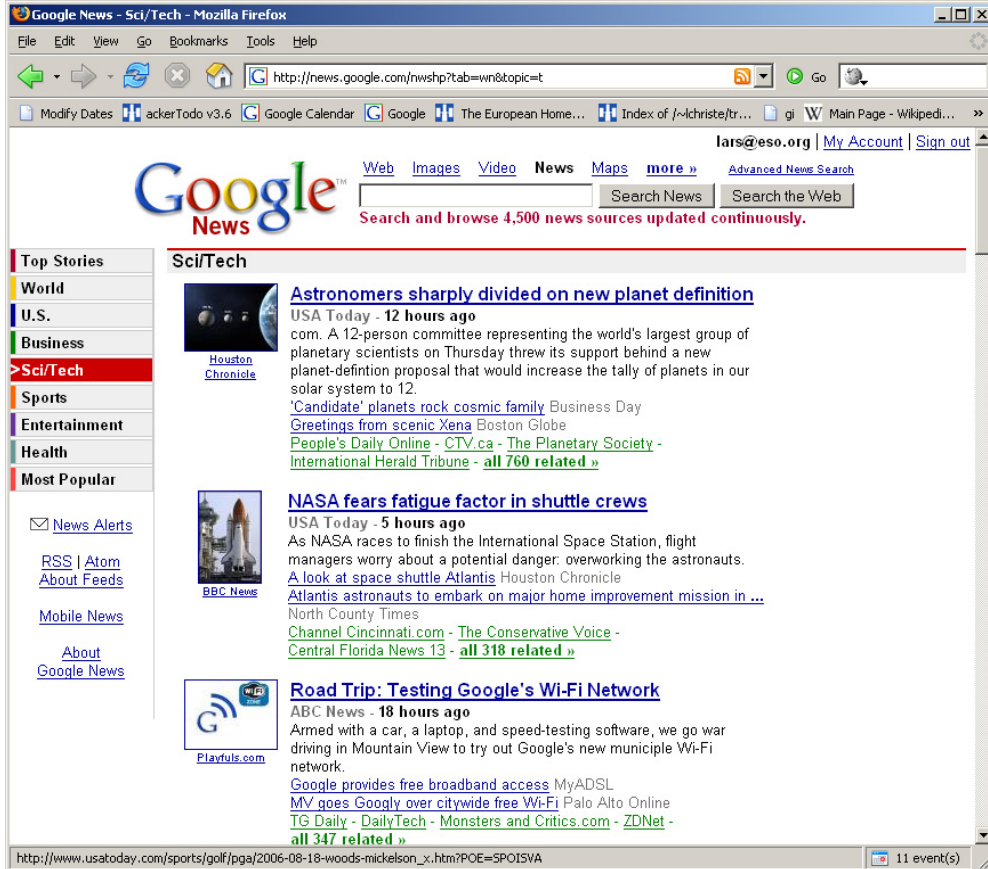 Google News - Sci/Tech - Mozilla Firefox
File Edit View Go Bookmarks Tools Help
G http://news.google.com/nwshp?tab=wn&topic=t Go
Modify Dates ackerTodo v3.6 G Google Calendar G Google The European Home... Index of /~lchriste/tr... gi W Main Page - Wikipedi... »
lars@eso.org | My Account | Sign out
Web Images Video News Maps more » Advanced News Search
Google™
News
Search News Search the Web
Search and browse 4,500 news sources updated continuously.
Top Stories
World
U.S.
Business
>Sci/Tech
Sports
Entertainment
Health
Most Popular
News Alerts
RSS | Atom
About Feeds
Mobile News
About
Google News
Sci/Tech
Houston
Chronicle
Astronomers sharply divided on new planet definition
USA Today - 12 hours ago
com. A 12-person committee representing the world's largest group of
planetary scientists on Thursday threw its support behind a new
planet-defintion proposal that would increase the tally of planets in our
solar system to 12.
'Candidate' planets rock cosmic family Business Day
Greetings from scenic Xena Boston Globe
People's Daily Online - CTV.ca - The Planetary Society -
International Herald Tribune - all 760 related »
BBC News
NASA fears fatigue factor in shuttle crews
USA Today - 5 hours ago
As NASA races to finish the International Space Station, flight
managers worry about a potential danger: overworking the astronauts.
A look at space shuttle Atlantis Houston Chronicle
Atlantis astronauts to embark on major home improvement mission in ...
North County Times
Channel Cincinnati.com - The Conservative Voice -
Central Florida News 13 - all 318 related »
G Wi Fi ZONE
Playfuls.com
Road Trip: Testing Google's Wi-Fi Network
ABC News - 18 hours ago
Armed with a car, a laptop, and speed-testing software, we go war
driving in Mountain View to try out Google's new municiple Wi-Fi
network.
Google provides free broadband access MyADSL
MV goes Googly over citywide free Wi-Fi Palo Alto Online
TG Daily - DailyTech - Monsters and Critics.com - ZDNet -
all 347 related »
http://www.usatoday.com/sports/golf/pga/2006-08-18-woods-mickelson_x.htm?POE=SPOISVA 11 event(s)